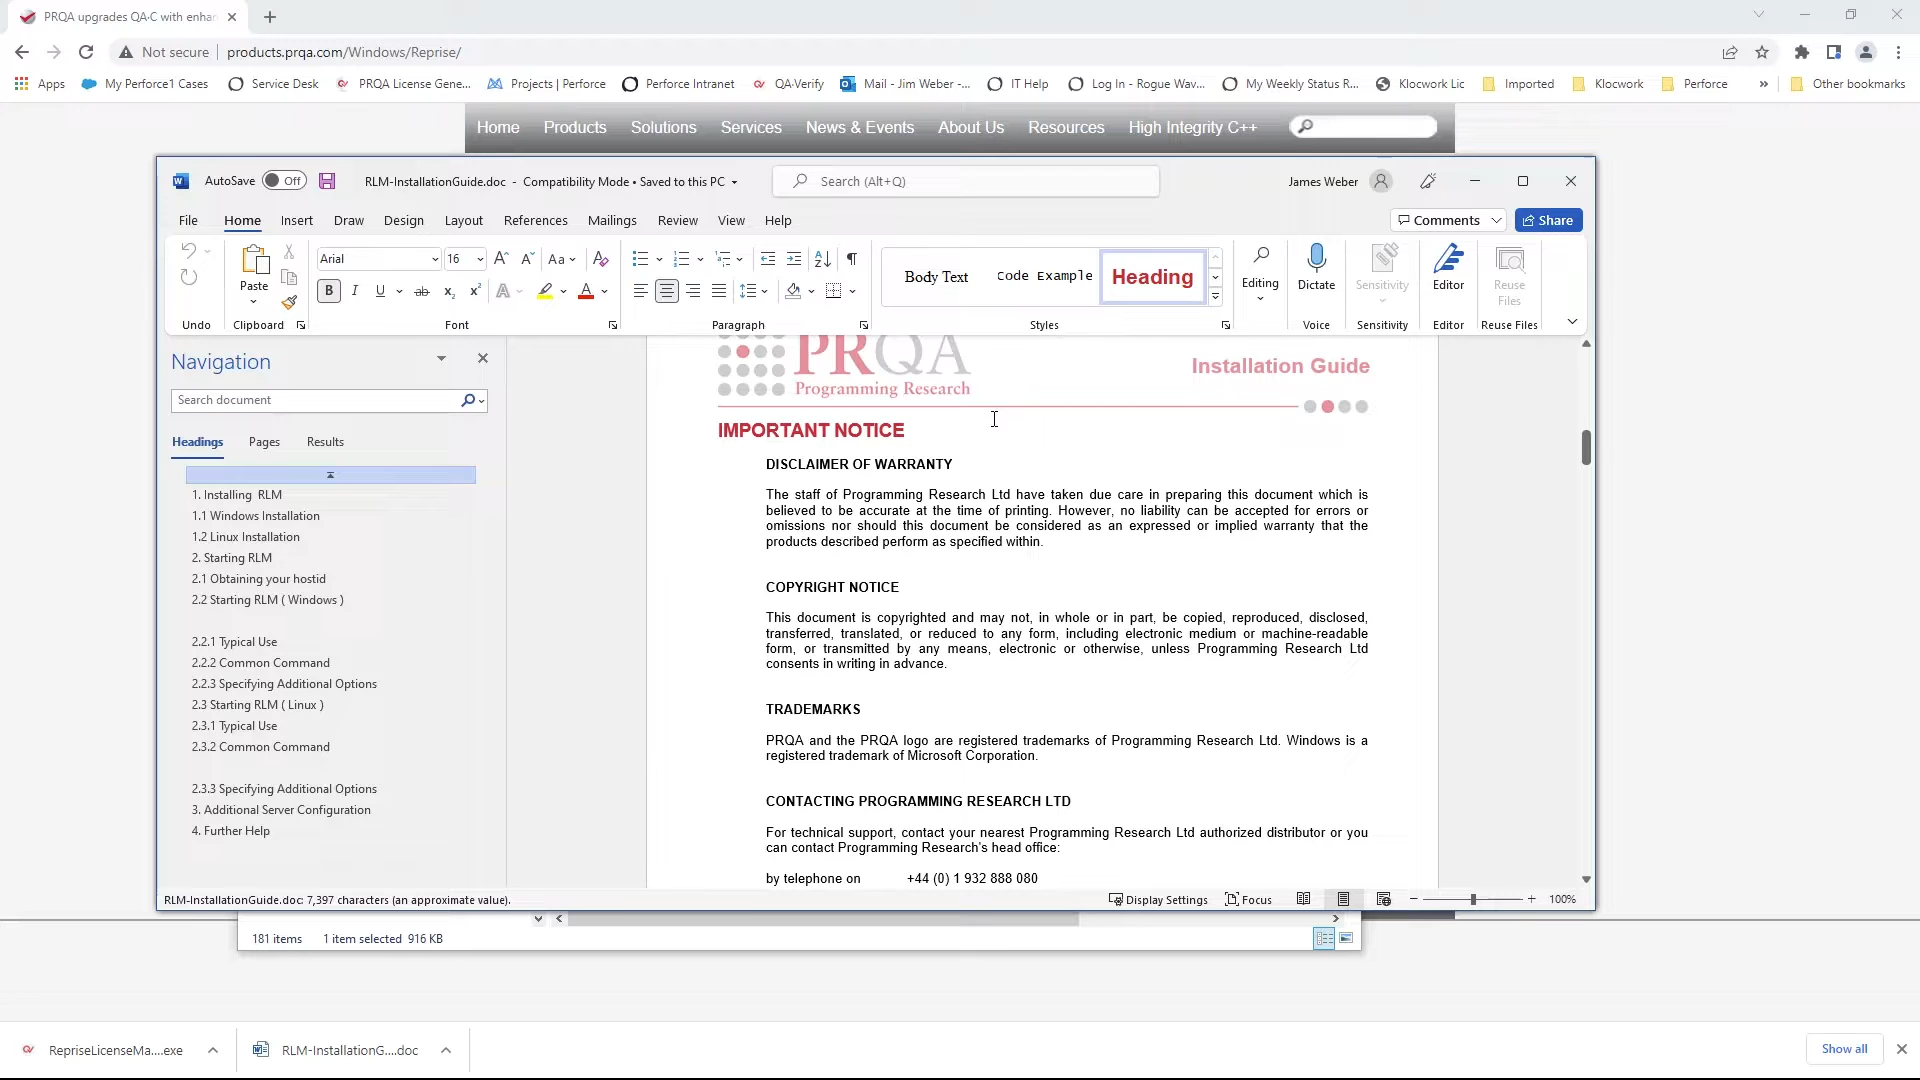 PRQA upgrades QA·C with enha
Not secure products.prqa.com/Windows/Reprise/
Apps My Perforce1 Cases Service Desk PRQA License Gene... Projects | Perforce Perforce Intranet QA-Verify Mail - Jim Weber -... IT Help Log In - Rogue Wav... My Weekly Status R... Klocwork Lic Imported Klocwork Perforce » Other bookmarks
Home Products Solutions Services News & Events About Us Resources High Integrity C++
AutoSave Off RLM-InstallationGuide.doc - Compatibility Mode • Saved to this PC Search (Alt+Q) James Weber
File Home Insert Draw Design Layout References Mailings Review View Help Comments Share
Arial 16 Aa
Paste Body Text Code Example Heading Editing Dictate Sensitivity Editor Reuse Files
B I U ab x₂ x² A A
Undo Clipboard Font Paragraph Styles Voice Sensitivity Editor Reuse Files
Navigation
Search document
Headings Pages Results
1. Installing RLM
1.1 Windows Installation
1.2 Linux Installation
2. Starting RLM
2.1 Obtaining your hostid
2.2 Starting RLM ( Windows )
2.2.1 Typical Use
2.2.2 Common Command
2.2.3 Specifying Additional Options
2.3 Starting RLM ( Linux )
2.3.1 Typical Use
2.3.2 Common Command
2.3.3 Specifying Additional Options
3. Additional Server Configuration
4. Further Help
PRQA
Programming Research
Installation Guide
IMPORTANT NOTICE
DISCLAIMER OF WARRANTY
The staff of Programming Research Ltd have taken due care in preparing this document which is
believed to be accurate at the time of printing. However, no liability can be accepted for errors or
omissions nor should this document be considered as an expressed or implied warranty that the
products described perform as specified within.
COPYRIGHT NOTICE
This document is copyrighted and may not, in whole or in part, be copied, reproduced, disclosed,
transferred, translated, or reduced to any form, including electronic medium or machine-readable
form, or transmitted by any means, electronic or otherwise, unless Programming Research Ltd
consents in writing in advance.
TRADEMARKS
PRQA and the PRQA logo are registered trademarks of Programming Research Ltd. Windows is a
registered trademark of Microsoft Corporation.
CONTACTING PROGRAMMING RESEARCH LTD
For technical support, contact your nearest Programming Research Ltd authorized distributor or you
can contact Programming Research's head office:
by telephone on +44 (0) 1 932 888 080
RLM-InstallationGuide.doc: 7,397 characters (an approximate value). Display Settings Focus 100%
181 items 1 item selected 916 KB
RepriseLicenseMa....exe RLM-InstallationG....doc Show all